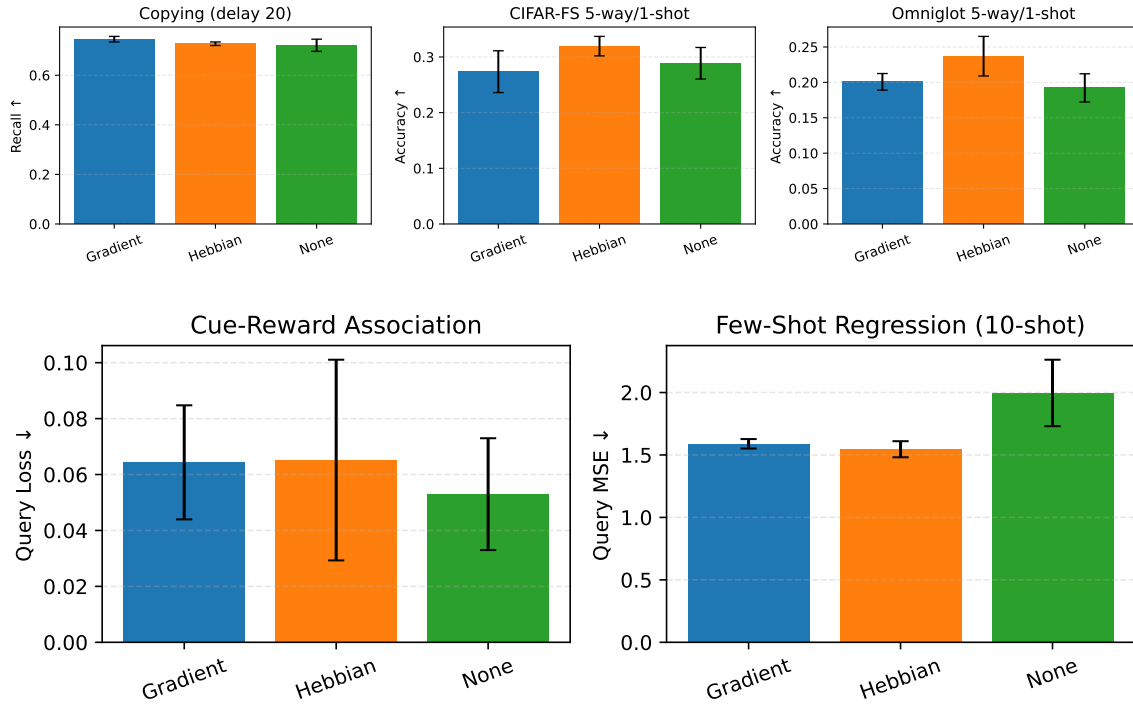 Copying (delay 20)
Recall ↑
0.6
0.4
0.2
0.0
Gradient
Hebbian
None
CIFAR-FS 5-way/1-shot
Accuracy ↑
0.3
0.2
0.1
0.0
Gradient
Hebbian
None
Omniglot 5-way/1-shot
Accuracy ↑
0.25
0.20
0.15
0.10
0.05
0.00
Gradient
Hebbian
None
Cue-Reward Association
Query Loss ↓
0.10
0.08
0.06
0.04
0.02
0.00
Gradient
Hebbian
None
Few-Shot Regression (10-shot)
Query MSE ↓
2.0
1.5
1.0
0.5
0.0
Gradient
Hebbian
None